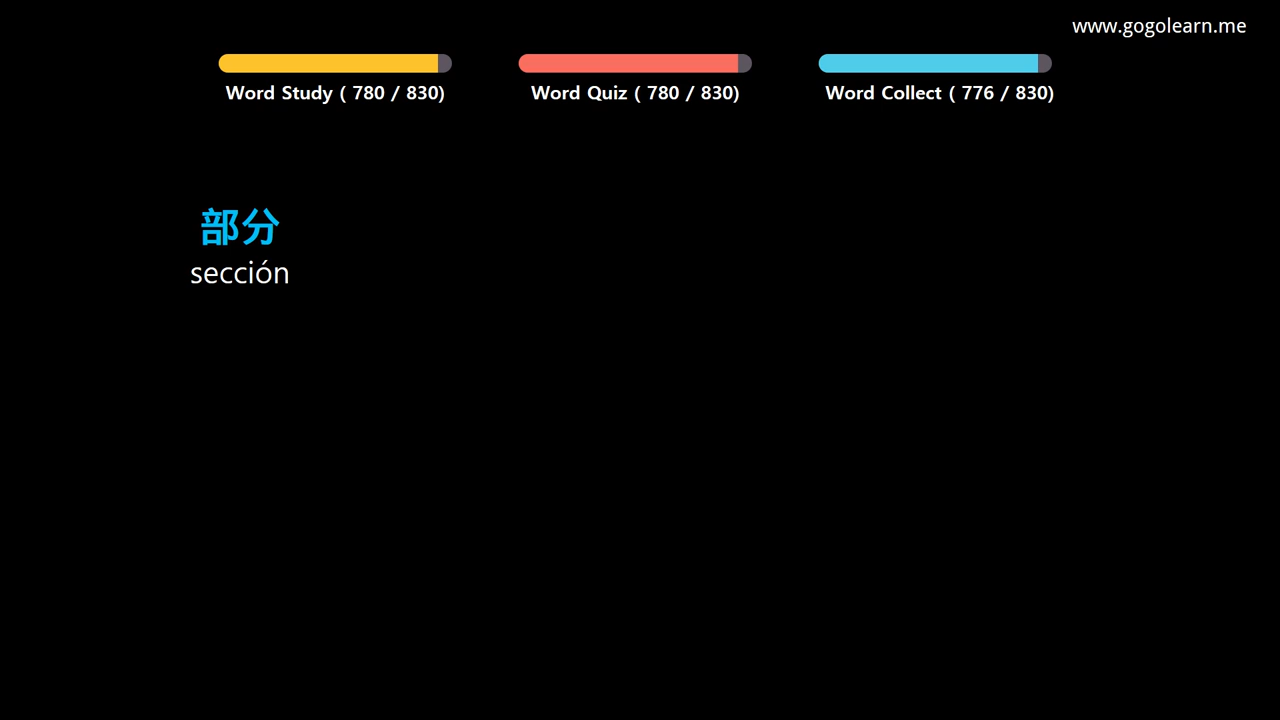 www.gogolearn.me
Word Study ( 780 / 830)
Word Quiz ( 780 / 830)
Word Collect ( 776 / 830)
部分
sección